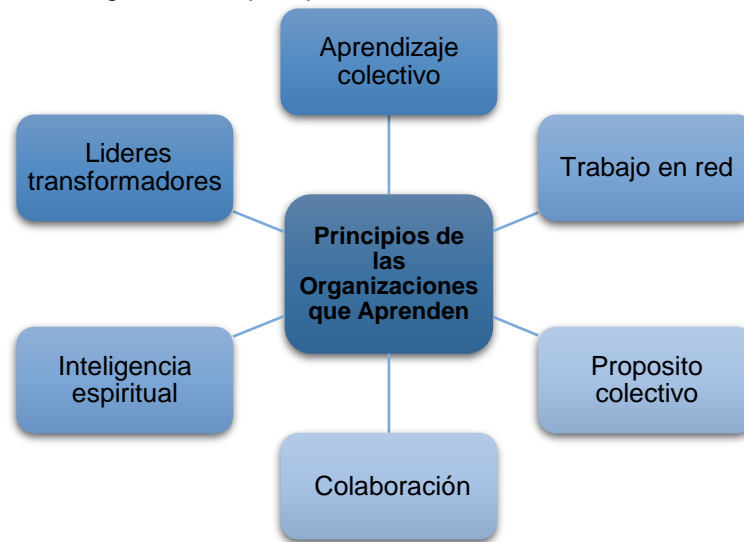 Aprendizaje
colectivo
Lideres
transformadores
Trabajo en red
Principios de
las
Organizaciones
que Aprenden
Inteligencia
espiritual
Proposito
colectivo
Colaboración